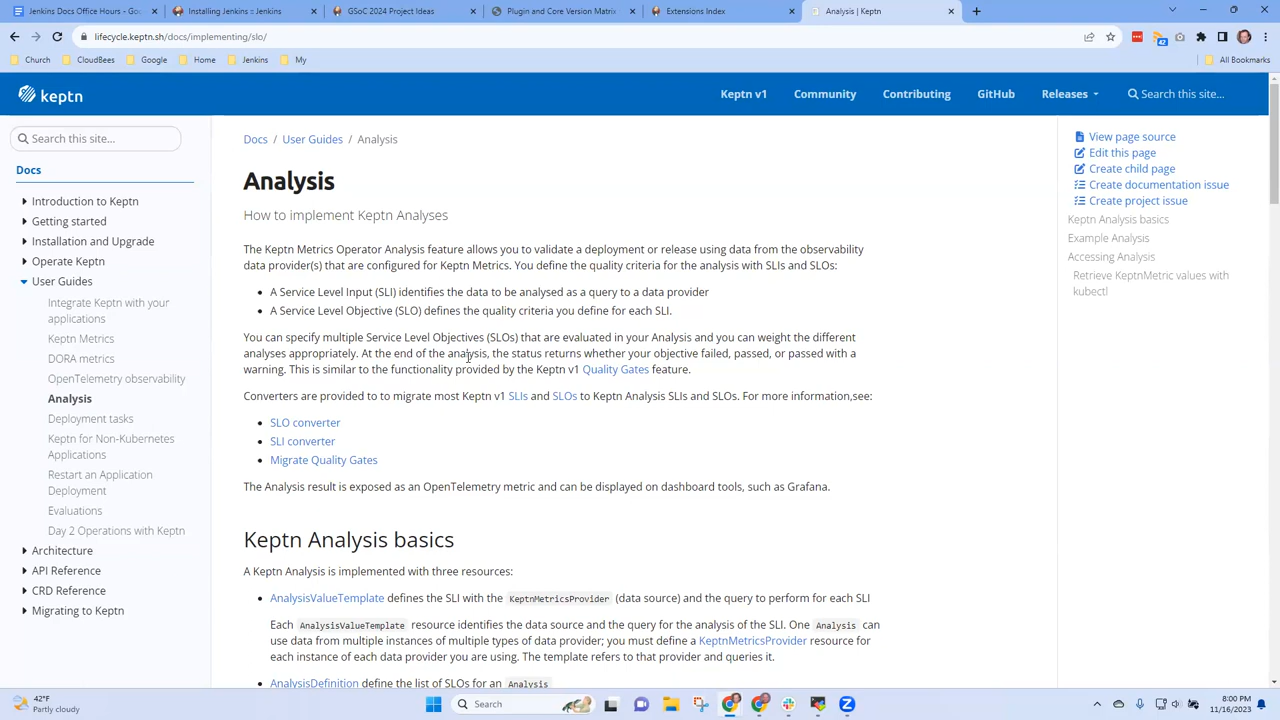 Jenkins Docs Office Hours - Goo
Installing Jenkins | Jenkins
GSoC 2024 Project Ideas
Plugin and Core Version Matrix
Extensions Index
Analysis | Keptn
lifecycle.keptn.sh/docs/implementing/slo/
42
Church
CloudBees
Google
Home
Jenkins
My
All Bookmarks
keptn
Keptn v1
Community
Contributing
GitHub
Releases
Search this site...
Search this site...
Docs
Introduction to Keptn
Getting started
Installation and Upgrade
Operate Keptn
User Guides
Integrate Keptn with your
applications
Keptn Metrics
DORA metrics
OpenTelemetry observability
Analysis
Deployment tasks
Keptn for Non-Kubernetes
Applications
Restart an Application
Deployment
Evaluations
Day 2 Operations with Keptn
Architecture
API Reference
CRD Reference
Migrating to Keptn
Docs / User Guides / Analysis
Analysis
How to implement Keptn Analyses
The Keptn Metrics Operator Analysis feature allows you to validate a deployment or release using data from the observability
data provider(s) that are configured for Keptn Metrics. You define the quality criteria for the analysis with SLIs and SLOs:
• A Service Level Input (SLI) identifies the data to be analysed as a query to a data provider
• A Service Level Objective (SLO) defines the quality criteria you define for each SLI.
You can specify multiple Service Level Objectives (SLOs) that are evaluated in your Analysis and you can weight the different
analyses appropriately. At the end of the analysis, the status returns whether your objective failed, passed, or passed with a
warning. This is similar to the functionality provided by the Keptn v1 Quality Gates feature.
Converters are provided to to migrate most Keptn v1 SLIs and SLOs to Keptn Analysis SLIs and SLOs. For more information,see:
• SLO converter
• SLI converter
• Migrate Quality Gates
The Analysis result is exposed as an OpenTelemetry metric and can be displayed on dashboard tools, such as Grafana.
Keptn Analysis basics
A Keptn Analysis is implemented with three resources:
• AnalysisValueTemplate defines the SLI with the KeptnMetricsProvider (data source) and the query to perform for each SLI
Each AnalysisValueTemplate resource identifies the data source and the query for the analysis of the SLI. One Analysis can
use data from multiple instances of multiple types of data provider; you must define a KeptnMetricsProvider resource for
each instance of each data provider you are using. The template refers to that provider and queries it.
• AnalysisDefinition define the list of SLOs for an Analysis
View page source
Edit this page
Create child page
Create documentation issue
Create project issue
Keptn Analysis basics
Example Analysis
Accessing Analysis
Retrieve KeptnMetric values with
kubectl
42°F
Partly cloudy
Search
8:00 PM
11/16/2023